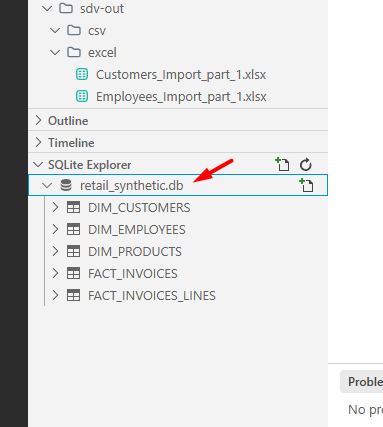 sdv-out
csv
excel
Customers_Import_part_1.xlsx
Employees_Import_part_1.xlsx
Outline
Timeline
SQLite Explorer
retail_synthetic.db
DIM_CUSTOMERS
DIM_EMPLOYEES
DIM_PRODUCTS
FACT_INVOICES
FACT_INVOICES_LINES
Proble
No pro